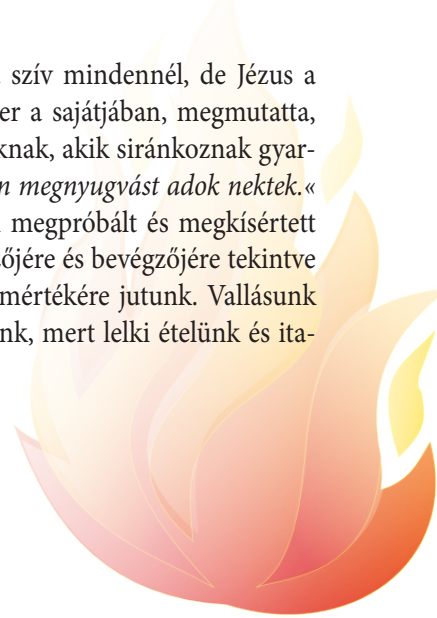 szív mindennél, de Jézus a
er a sajátjában, megmutatta,
knak, akik siránkoznak gyar-
n megnyugvást adok nektek.«
megpróbált és megkísértett
őjére és bevégzőjére tekintve
mértékére jutunk. Vallásunk
nk, mert lelki ételünk és ita-